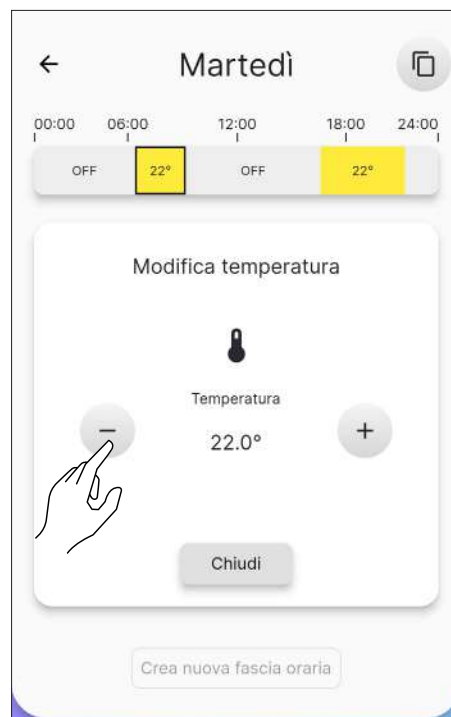 Martedì
00:00 06:00 12:00 18:00 24:00
OFF 22° OFF 22°
Modifica temperatura
Temperatura
22.0°
Chiudi
Crea nuova fascia oraria